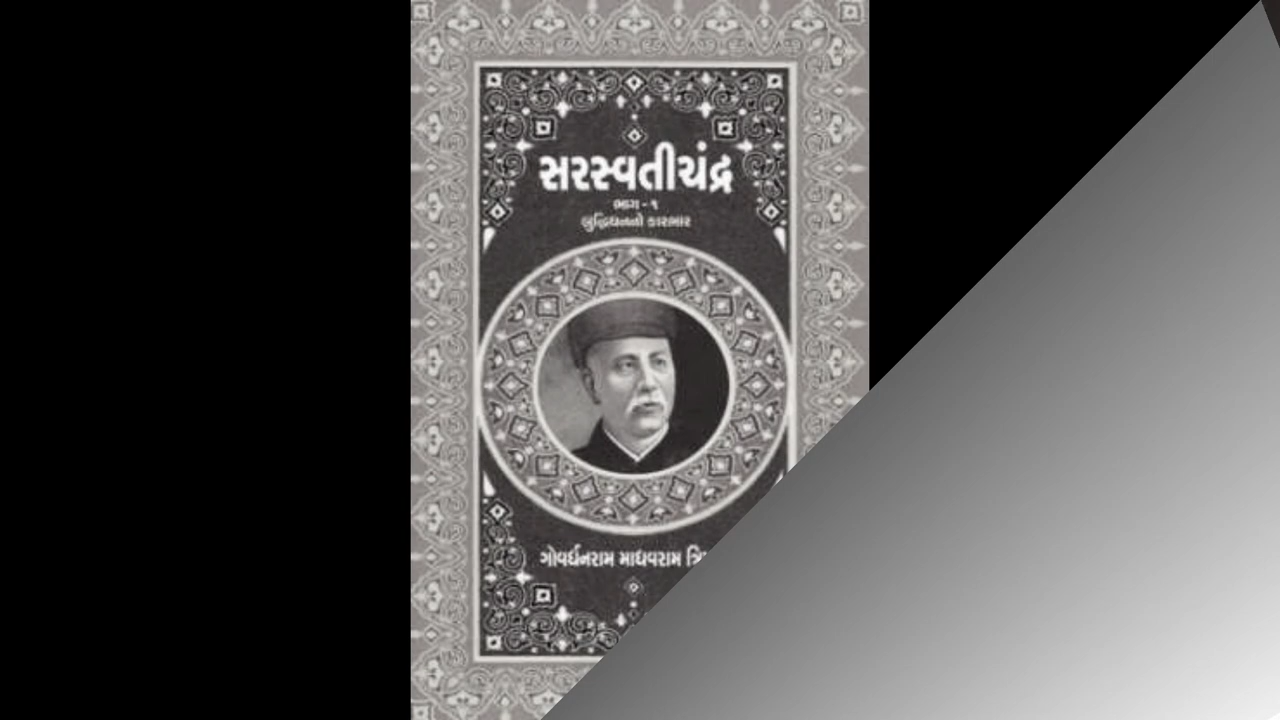 સરસ્વતીચંદ્ર
ભાગ - ૧
બુદ્ધિધનનો કારભાર
ગોવર્ધનરામ માધવરામ